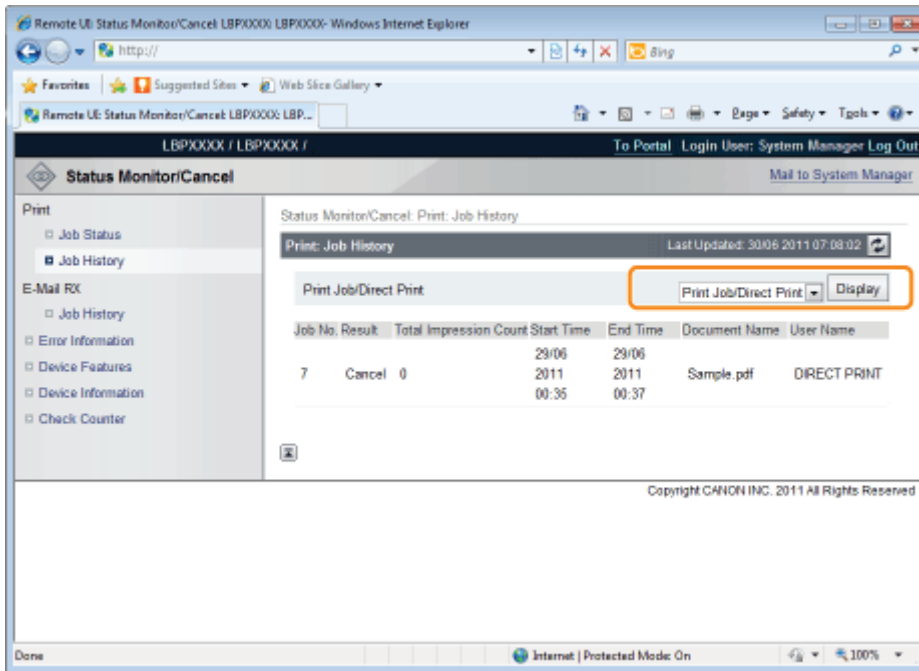 Remote UI: Status Monitor/Cancel: LBPXXXX: LBPXXXX- Windows Internet Explorer
http://
Bing
Favorites Suggested Sites Web Slice Gallery
Remote UI: Status Monitor/Cancel: LBPXXXX: LBP...
Page Safety Tools
LBPXXXX / LBPXXXX /
To Portal Login User: System Manager Log Out
Status Monitor/Cancel
Mail to System Manager
Print
Job Status
Job History
E-Mail RX
Job History
Error Information
Device Features
Device Information
Check Counter
Status Monitor/Cancel: Print: Job History
Print: Job History
Last Updated: 30/06 2011 07:08:02
Print Job/Direct Print
Print Job/Direct Print
Display
Job No. Result Total Impression Count Start Time End Time Document Name User Name
7 Cancel 0 29/06 2011 00:35 29/06 2011 00:37 Sample.pdf DIRECT PRINT
Copyright CANON INC. 2011 All Rights Reserved
Done
Internet | Protected Mode: On
100%